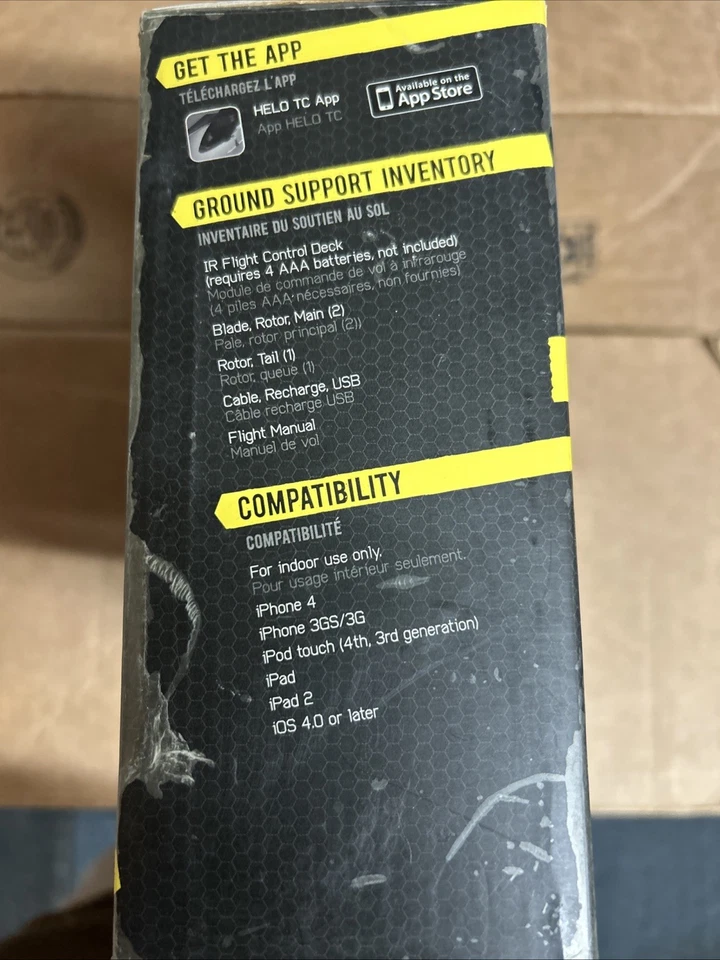 GET THE APP
TÉLÉCHARGEZ L'APP
HELO TC App
App HELO TC
Available on the
App Store
GROUND SUPPORT INVENTORY
INVENTAIRE DU SOUTIEN AU SOL
IR Flight Control Deck
(requires 4 AAA batteries, not included)
Module de commande de vol à infrarouge
(4 piles AAA nécessaires, non fournies)
Blade, Rotor, Main (2)
Pale, rotor principal (2))
Rotor, Tail (1)
Rotor, queue (1)
Cable, Recharge, USB
Câble recharge USB
Flight Manual
Manuel de vol
COMPATIBILITY
COMPATIBILITÉ
For indoor use only.
Pour usage intérieur seulement.
iPhone 4
iPhone 3GS/3G
iPod touch (4th, 3rd generation)
iPad
iPad 2
iOS 4.0 or later